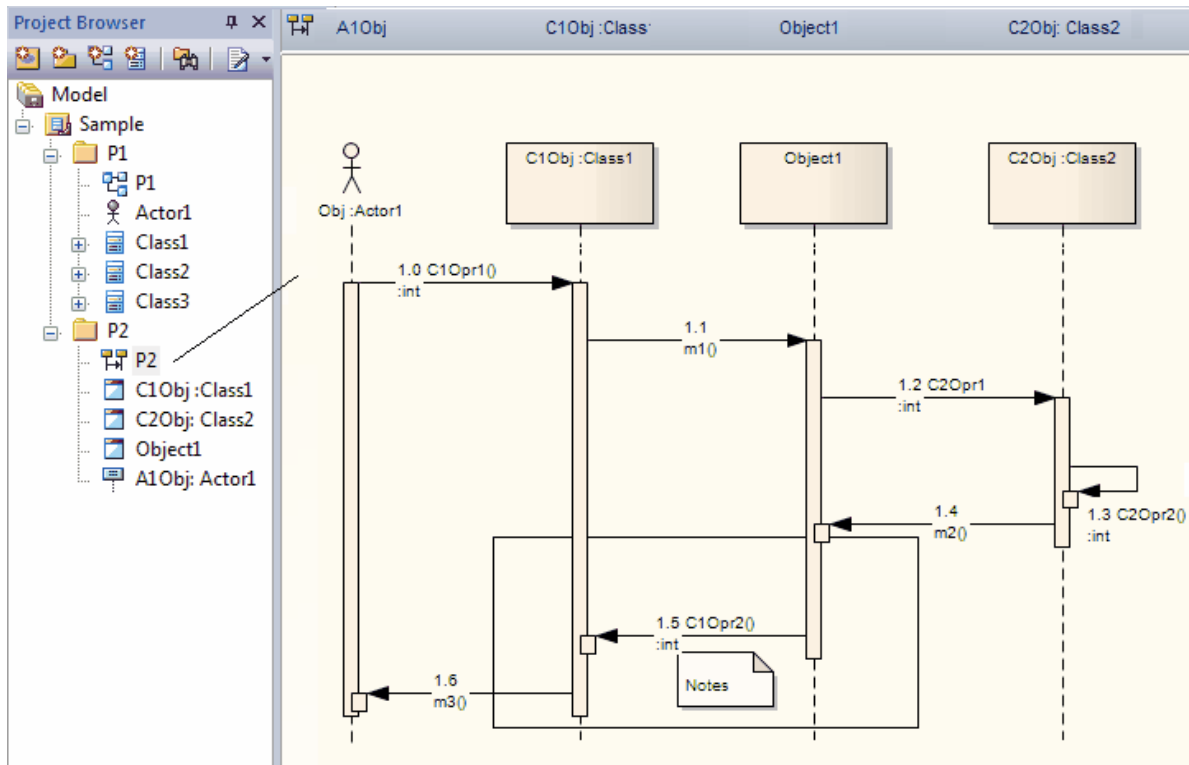 Project Browser
A1Obj C1Obj :Class Object1 C2Obj: Class2
Model
Sample
P1
P1
Actor1
Class1
Class2
Class3
P2
P2
C1Obj :Class1
C2Obj: Class2
Object1
A1Obj: Actor1
C1Obj :Class1 Object1 C2Obj :Class2
Obj :Actor1
1.0 C1Opr1()
:int
1.1
m1()
1.2 C2Opr1
:int
1.3 C2Opr2()
:int
1.4
m2()
1.5 C1Opr2()
:int
Notes
1.6
m3()